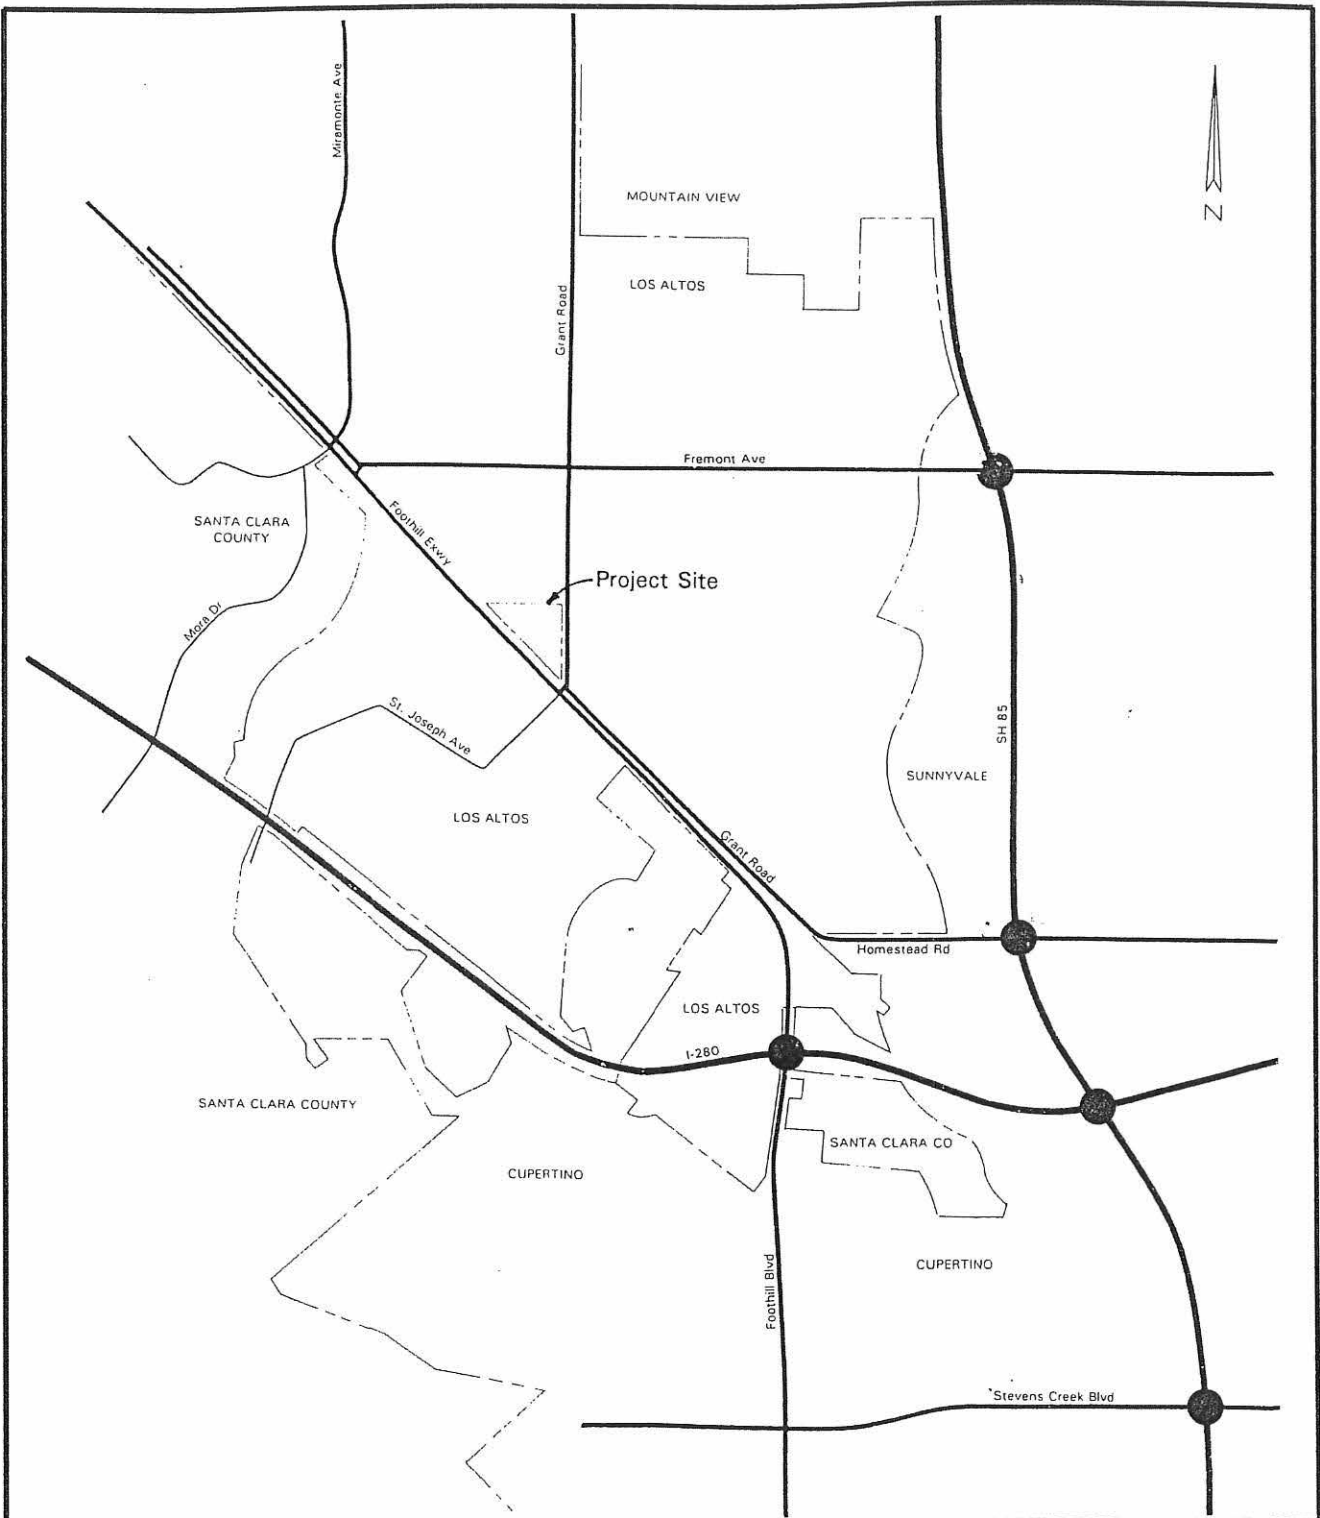 Miramonte Ave
MOUNTAIN VIEW
N
LOS ALTOS
Grant Road
Fremont Ave
SANTA CLARA
COUNTY
Foothill Exwy
Project Site
Mora Dr
St. Joseph Ave
SH 85
SUNNYVALE
LOS ALTOS
Grant Road
Homestead Rd
LOS ALTOS
I-280
SANTA CLARA COUNTY
SANTA CLARA CO
CUPERTINO
CUPERTINO
Foothill Blvd
Stevens Creek Blvd